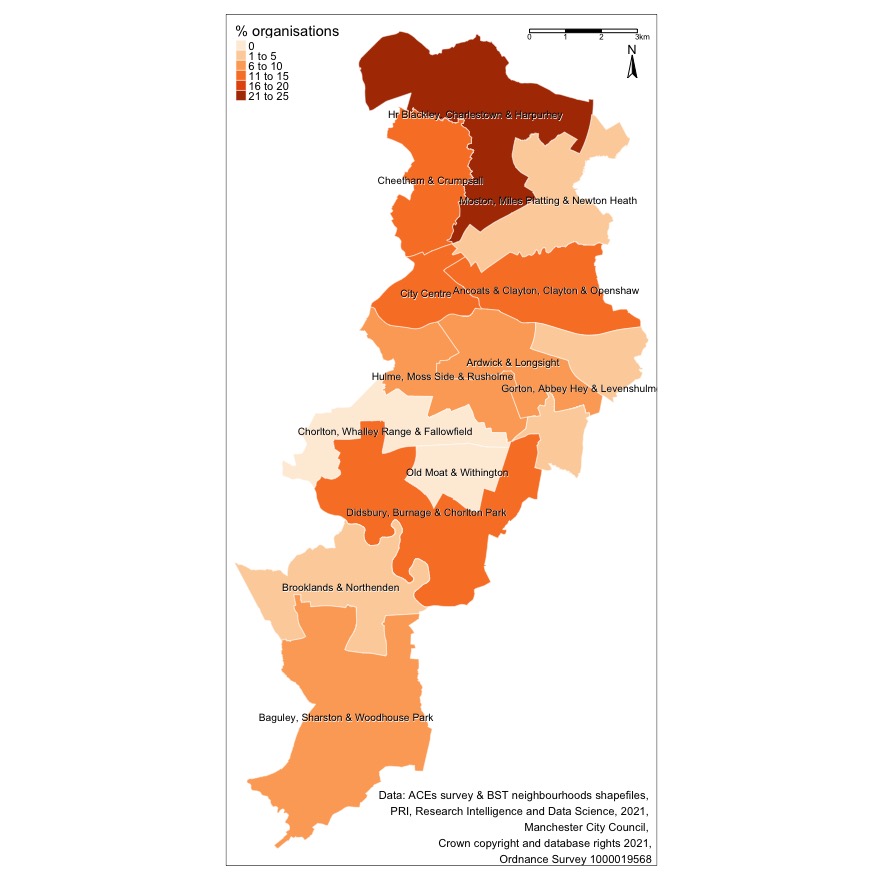 % organisations
0
1 to 5
6 to 10
11 to 15
16 to 20
21 to 25
0 1 2 3km
N
Hr Blackley, Charlestown & Harpurhey
Cheetham & Crumpsall
Moston, Miles Platting & Newton Heath
City Centre
Ancoats & Clayton, Clayton & Openshaw
Ardwick & Longsight
Hulme, Moss Side & Rusholme
Gorton, Abbey Hey & Levenshulm
Chorlton, Whalley Range & Fallowfield
Old Moat & Withington
Didsbury, Burnage & Chorlton Park
Brooklands & Northenden
Baguley, Sharston & Woodhouse Park
Data: ACEs survey & BST neighbourhoods shapefiles,
PRI, Research Intelligence and Data Science, 2021,
Manchester City Council,
Crown copyright and database rights 2021,
Ordnance Survey 1000019568